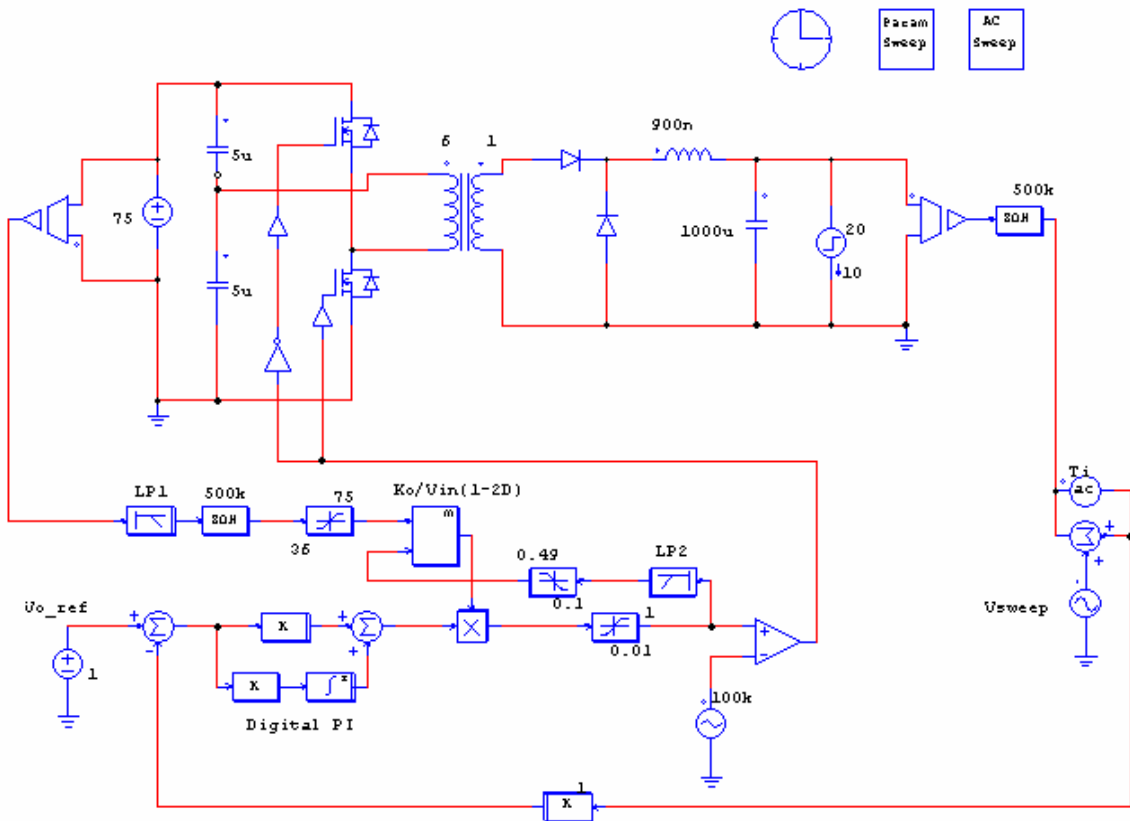 Param
Sweep
AC
Sweep
6
1
900n
5u
75
500k
ZOH
1000u
20
10
5u
Ti
ac
LP1
500k
ZOH
75
36
Ko/Vin(1-2D)
m
0.49
0.1
LP2
Vo_ref
1
K
K
z
Digital PI
1
0.01
100k
Vsweep
K
1